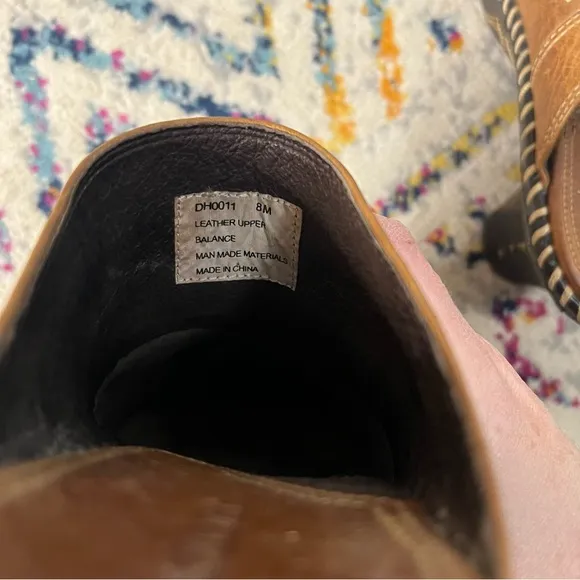 DH0011 8M
LEATHER UPPER
BALANCE
MAN MADE MATERIALS
MADE IN CHINA